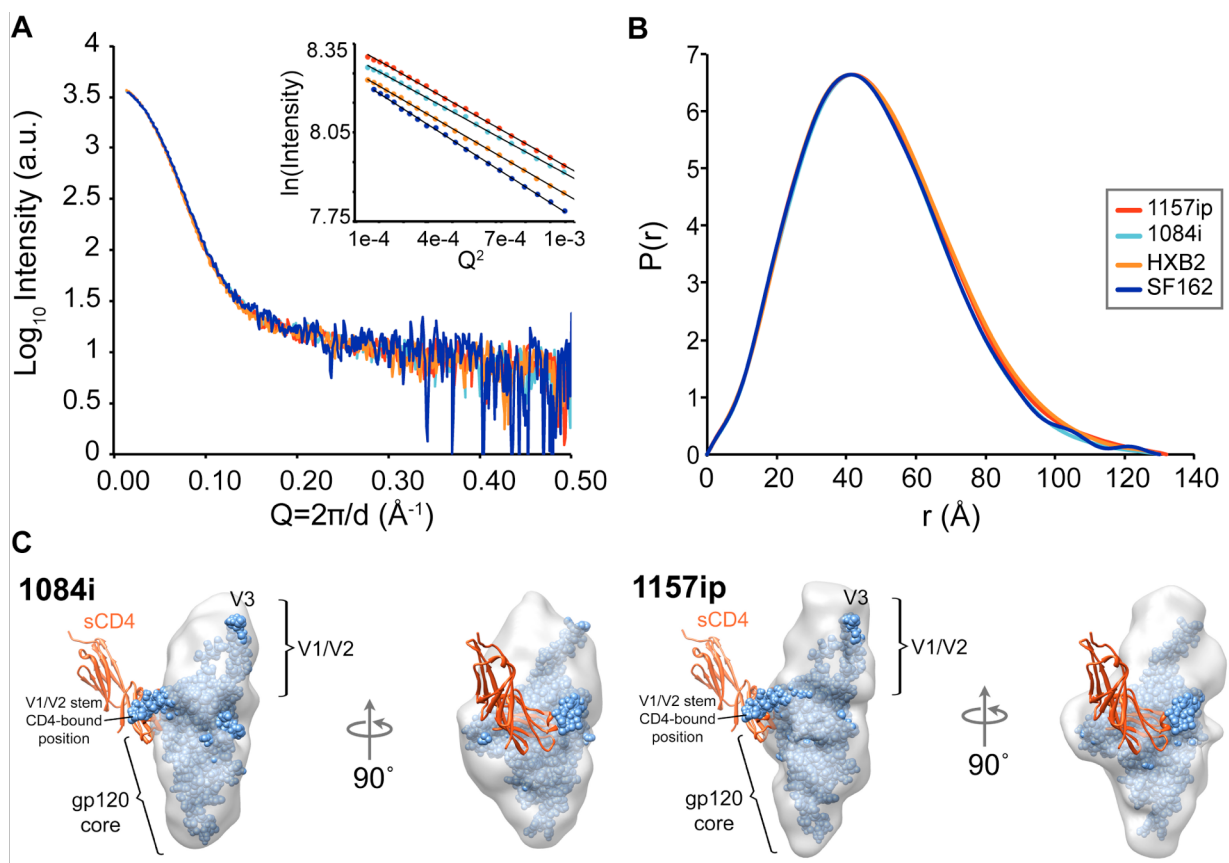 A
4
3.5
3
2.5
2
1.5
1
0.5
0
Log10 Intensity (a.u.)
0.00
0.10
0.20
0.30
0.40
0.50
Q=2π/d (Å-1)
8.35
8.05
7.75
ln(Intensity)
1e-4
4e-4
7e-4
1e-3
Q2
B
7
6
5
4
3
2
1
0
P(r)
0
20
40
60
80
100
120
140
r (Å)
1157ip
1084i
HXB2
SF162
C
1084i
sCD4
V3
V1/V2
V1/V2 stem
CD4-bound
position
gp120
core
90°
1157ip
sCD4
V3
V1/V2
V1/V2 stem
CD4-bound
position
gp120
core
90°